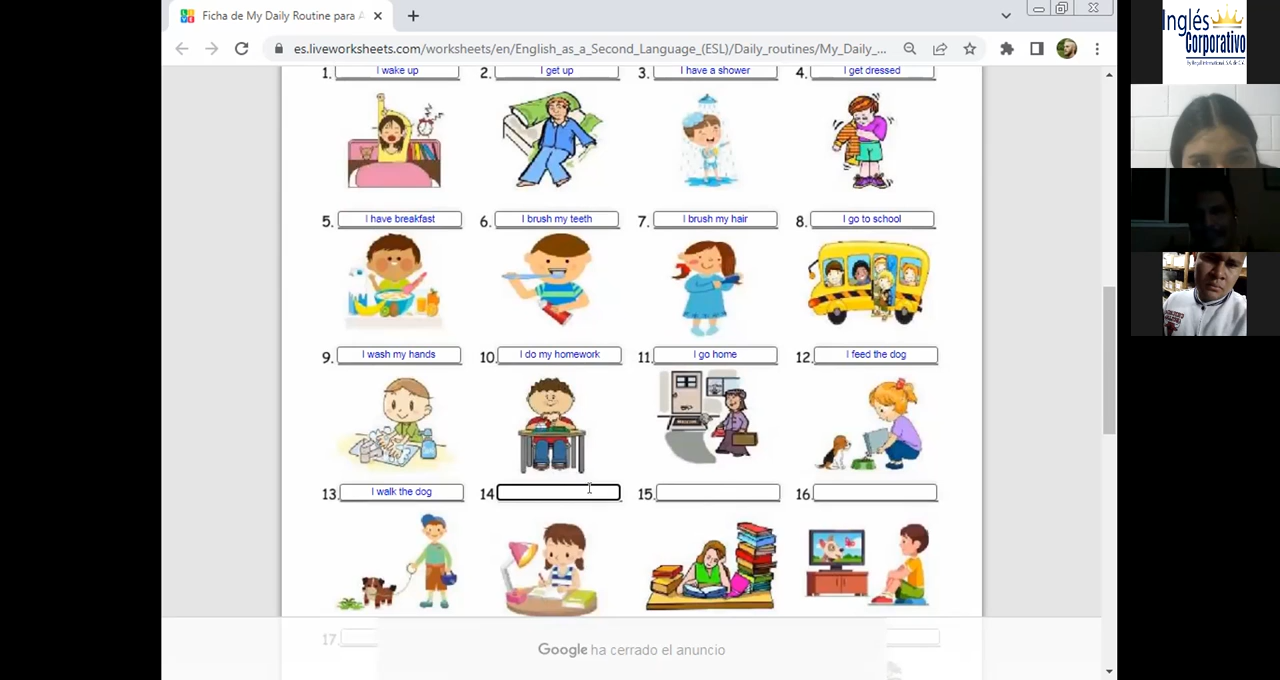 Ficha de My Daily Routine para A
es.liveworksheets.com/worksheets/en/English_as_a_Second_Language_(ESL)/Daily_routines/My_Daily_...
1. I wake up 2. I get up 3. I have a shower 4. I get dressed
5. I have breakfast 6. I brush my teeth 7. I brush my hair 8. I go to school
9. I wash my hands 10. I do my homework 11. I go home 12. I feed the dog
13. I walk the dog 14 15. 16.
17.
Google ha cerrado el anuncio
Inglés
Corporativo